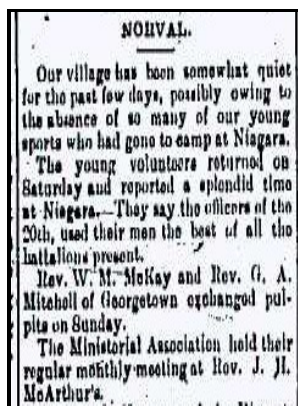 NORVAL.
Our village has been somewhat quiet
for the past few days, possibly owing to
the absence of so many of our young
sports who had gone to camp at Niagara.
The young volunteers returned on
Saturday and reported a splendid time
at Niagara.—They say the officers of the
20th, used their men the best of all the
battalions present.
Rev. W. M. McKay and Rev. G. A.
Mitchell of Georgetown exchanged pul-
pits on Sunday.
The Ministerial Association held their
regular monthly meeting at Rev. J. H.
McArthur's.